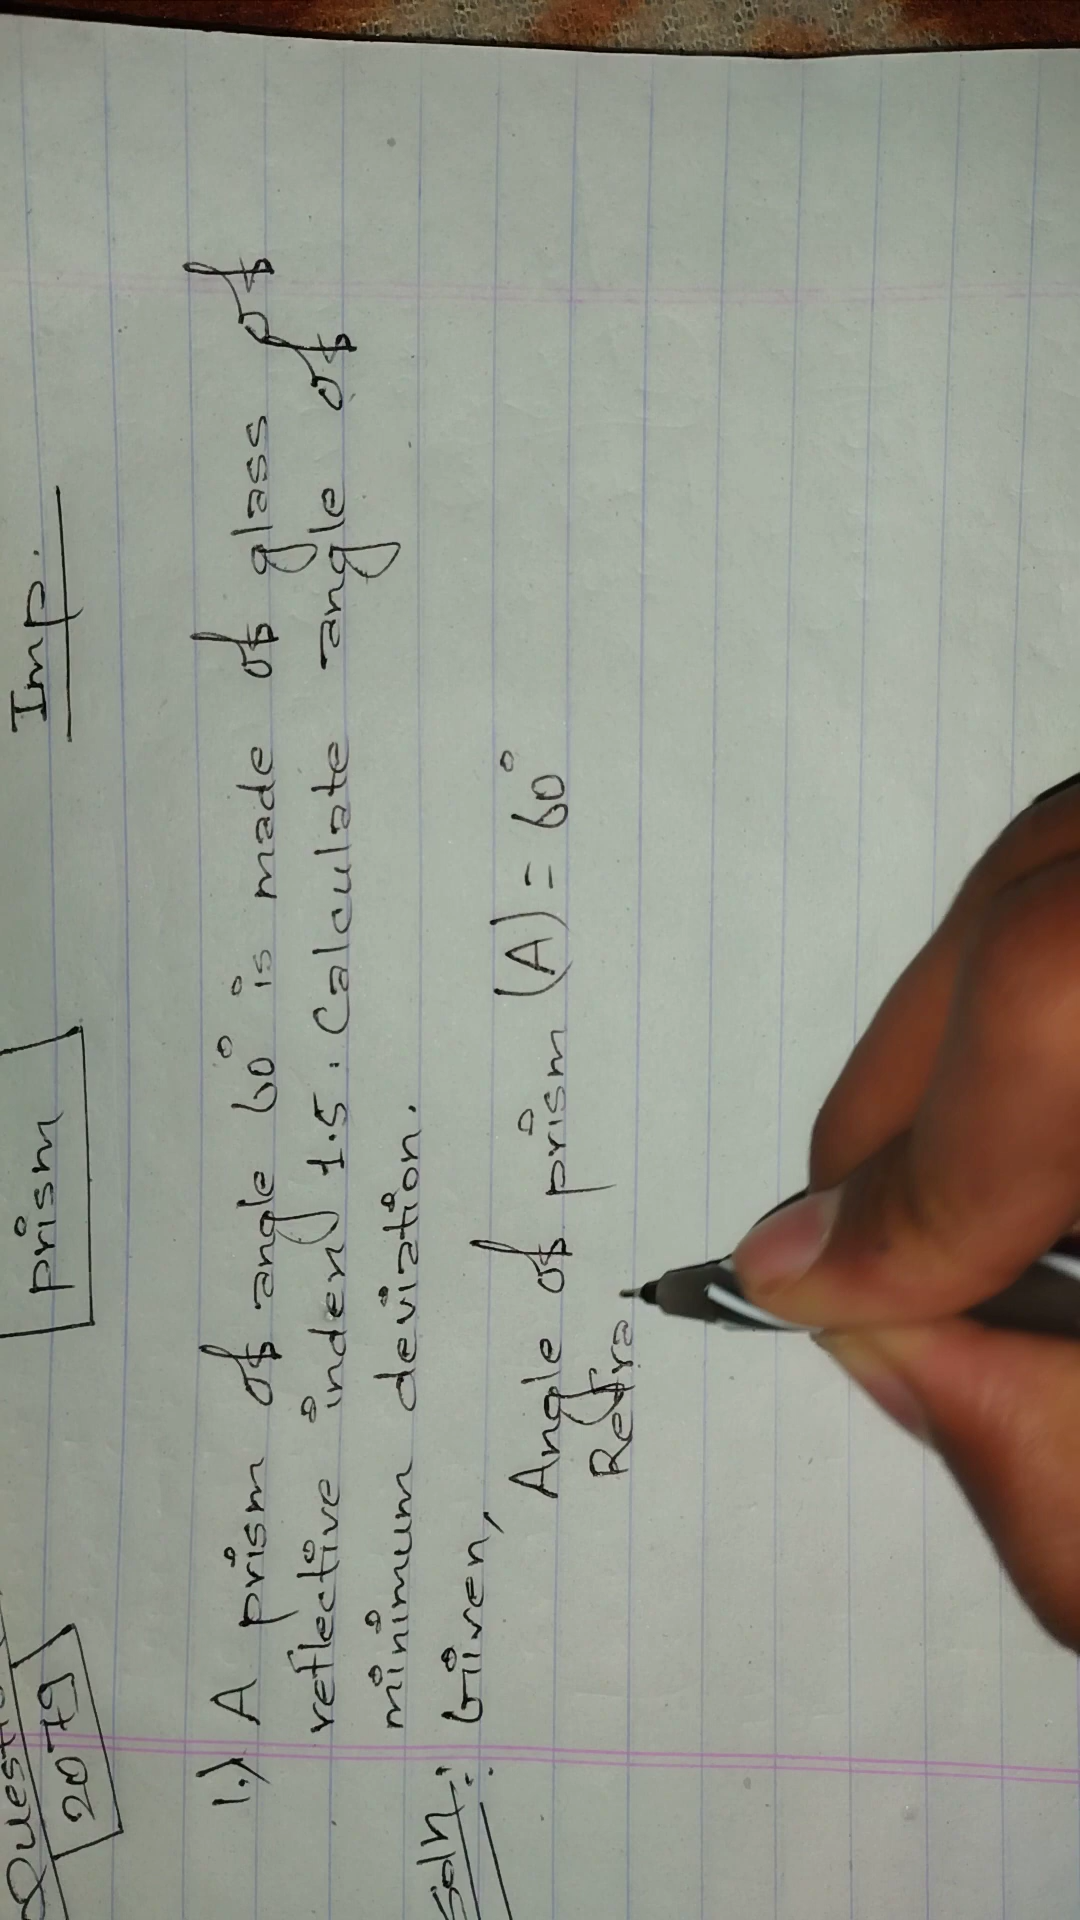 Questio
2079
prism
Imp.
1.) A prism of angle 60° is made of glass of
reflective index 1.5. Calculate angle of
minimum deviation.
Soln:
Given,
Angle of prism (A) = 60°
Refra